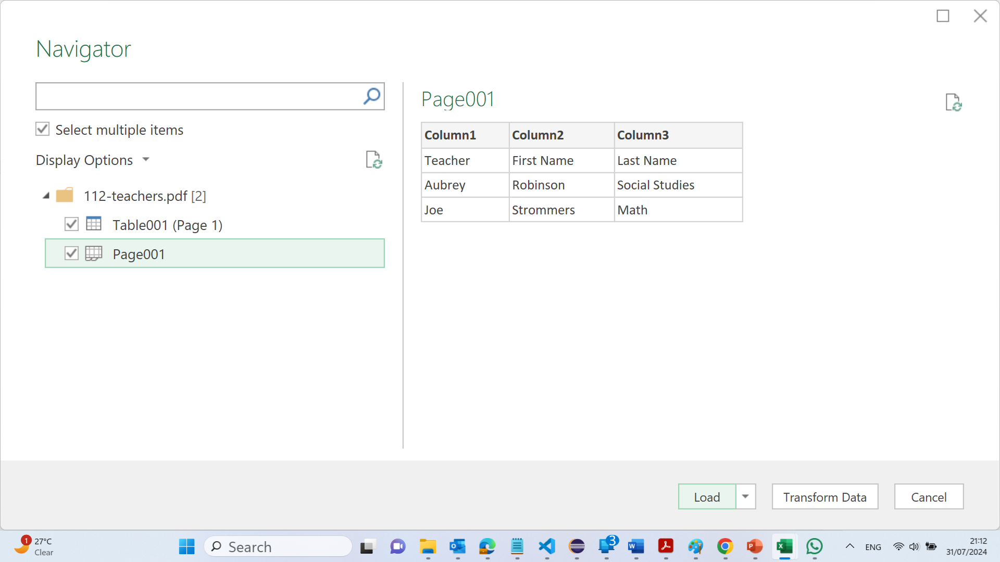 Navigator
Select multiple items
Display Options
112-teachers.pdf [2]
Table001 (Page 1)
Page001
Page001
Column1 Column2 Column3
Teacher First Name Last Name
Aubrey Robinson Social Studies
Joe Strommers Math
Load Transform Data Cancel
1
27°C
Clear
Search
3
ENG
21:12
31/07/2024